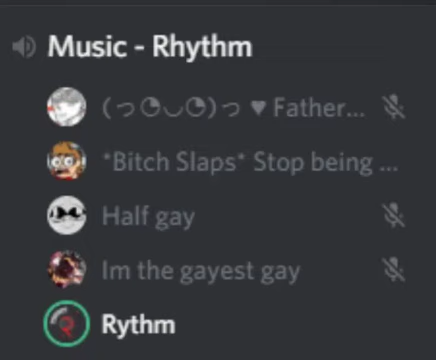 Music - Rhythm
(っ◔◡◔)っ ♥ Father...
*Bitch Slaps* Stop being ...
Half gay
Im the gayest gay
Rythm